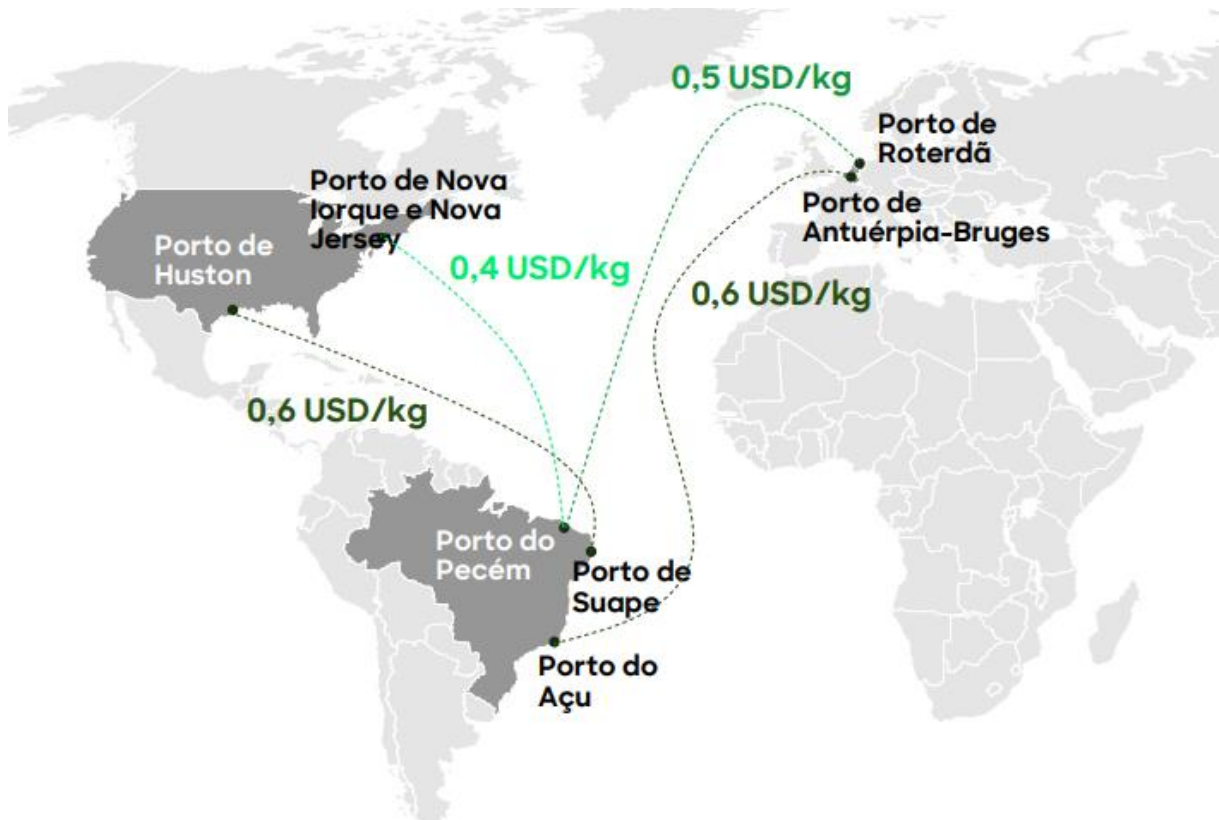 0,5 USD/kg
Porto de
Roterdã
Porto de Nova
Iorque e Nova
Jersey
Porto de
Antuérpia-Bruges
Porto de
Huston
0,4 USD/kg
0,6 USD/kg
0,6 USD/kg
Porto do
Pecém
Porto de
Suape
Porto do
Açu